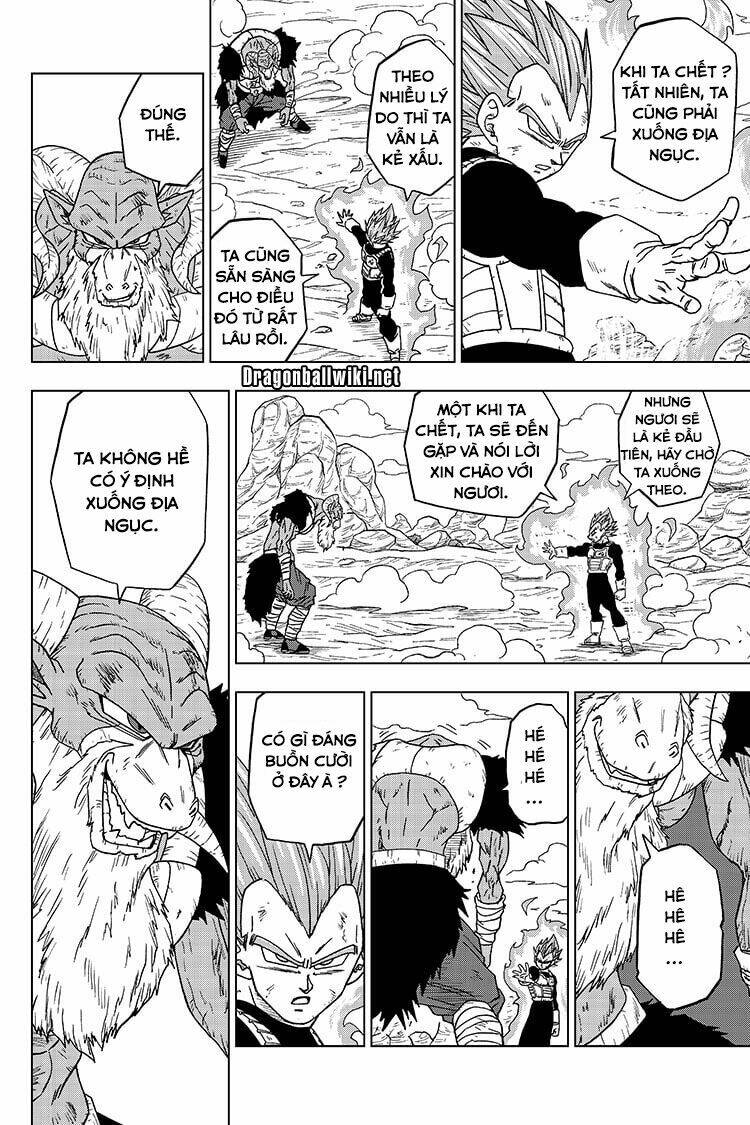 KHI TA CHẾT ?
TẤT NHIÊN, TA
CŨNG PHẢI
XUỐNG ĐỊA
NGỤC.
THEO
NHIỀU LÝ
DO THÌ TA
VẪN LÀ
KẺ XẤU.
TA CŨNG
SẴN SÀNG
CHO ĐIỀU
ĐÓ TỪ RẤT
LÂU RỒI.
ĐÚNG
THẾ.
Dragonballwiki.net
NHƯNG
NGƯƠI SẼ
LÀ KẺ ĐẦU
TIÊN, HÃY CHỜ
TA XUỐNG
THEO.
MỘT KHI TA
CHẾT, TA SẼ ĐẾN
GẶP VÀ NÓI LỜI
XIN CHÀO VỚI
NGƯƠI.
HÊ
HÊ
HÊ
...
HÉ
HÉ
HÉ
...
CÓ GÌ ĐÁNG
BUỒN CƯỜI
Ở ĐÂY À ?
TA KHÔNG HỀ
CÓ Ý ĐỊNH
XUỐNG ĐỊA
NGỤC.